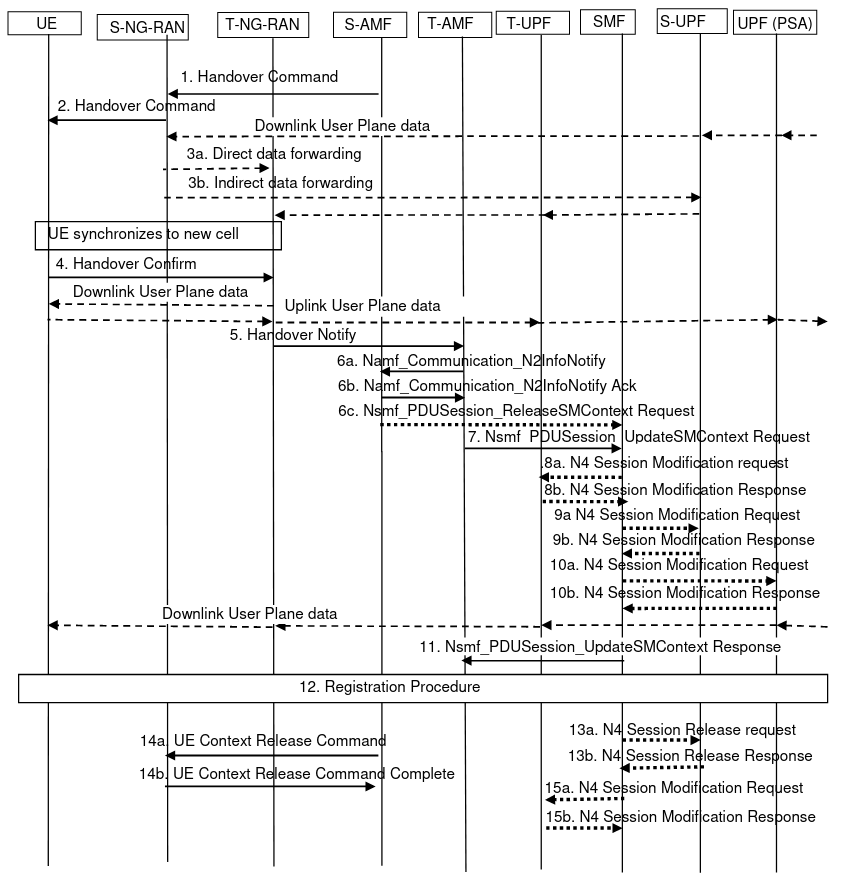 UE
S-NG-RAN
T-NG-RAN
S-AMF
T-AMF
T-UPF
SMF
S-UPF
UPF (PSA)
1. Handover Command
2. Handover Command
Downlink User Plane data
3a. Direct data forwarding
3b. Indirect data forwarding
UE synchronizes to new cell
4. Handover Confirm
Downlink User Plane data
Uplink User Plane data
5. Handover Notify
6a. Namf_Communication_N2InfoNotify
6b. Namf_Communication_N2InfoNotify Ack
6c. Nsmf_PDUSession_ReleaseSMContext Request
7. Nsmf_PDUSession_UpdateSMContext Request
8a. N4 Session Modification request
8b. N4 Session Modification Response
9a N4 Session Modification Request
9b. N4 Session Modification Response
10a. N4 Session Modification Request
10b. N4 Session Modification Response
Downlink User Plane data
11. Nsmf_PDUSession_UpdateSMContext Response
12. Registration Procedure
13a. N4 Session Release request
14a. UE Context Release Command
13b. N4 Session Release Response
14b. UE Context Release Command Complete
15a. N4 Session Modification Request
15b. N4 Session Modification Response